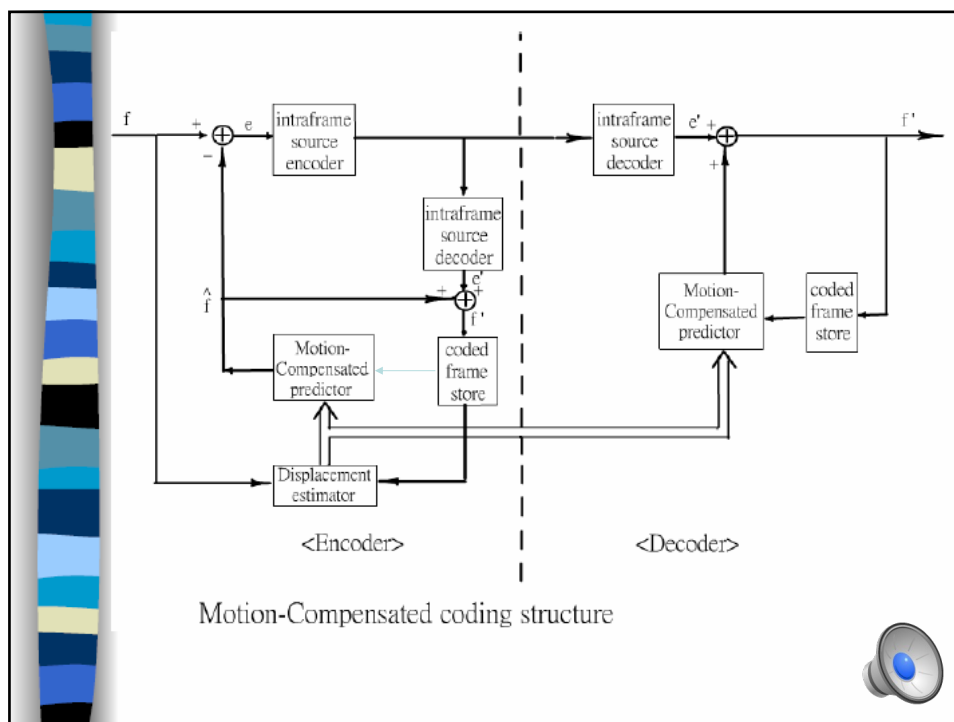 f
+
−
e
intraframe
source
encoder
intraframe
source
decoder
e'
+
+
f'
intraframe
source
decoder
e'
+
+
f̂
f'
Motion-
Compensated
predictor
coded
frame
store
Motion-
Compensated
predictor
coded
frame
store
Displacement
estimator
<Encoder>
<Decoder>
Motion-Compensated coding structure